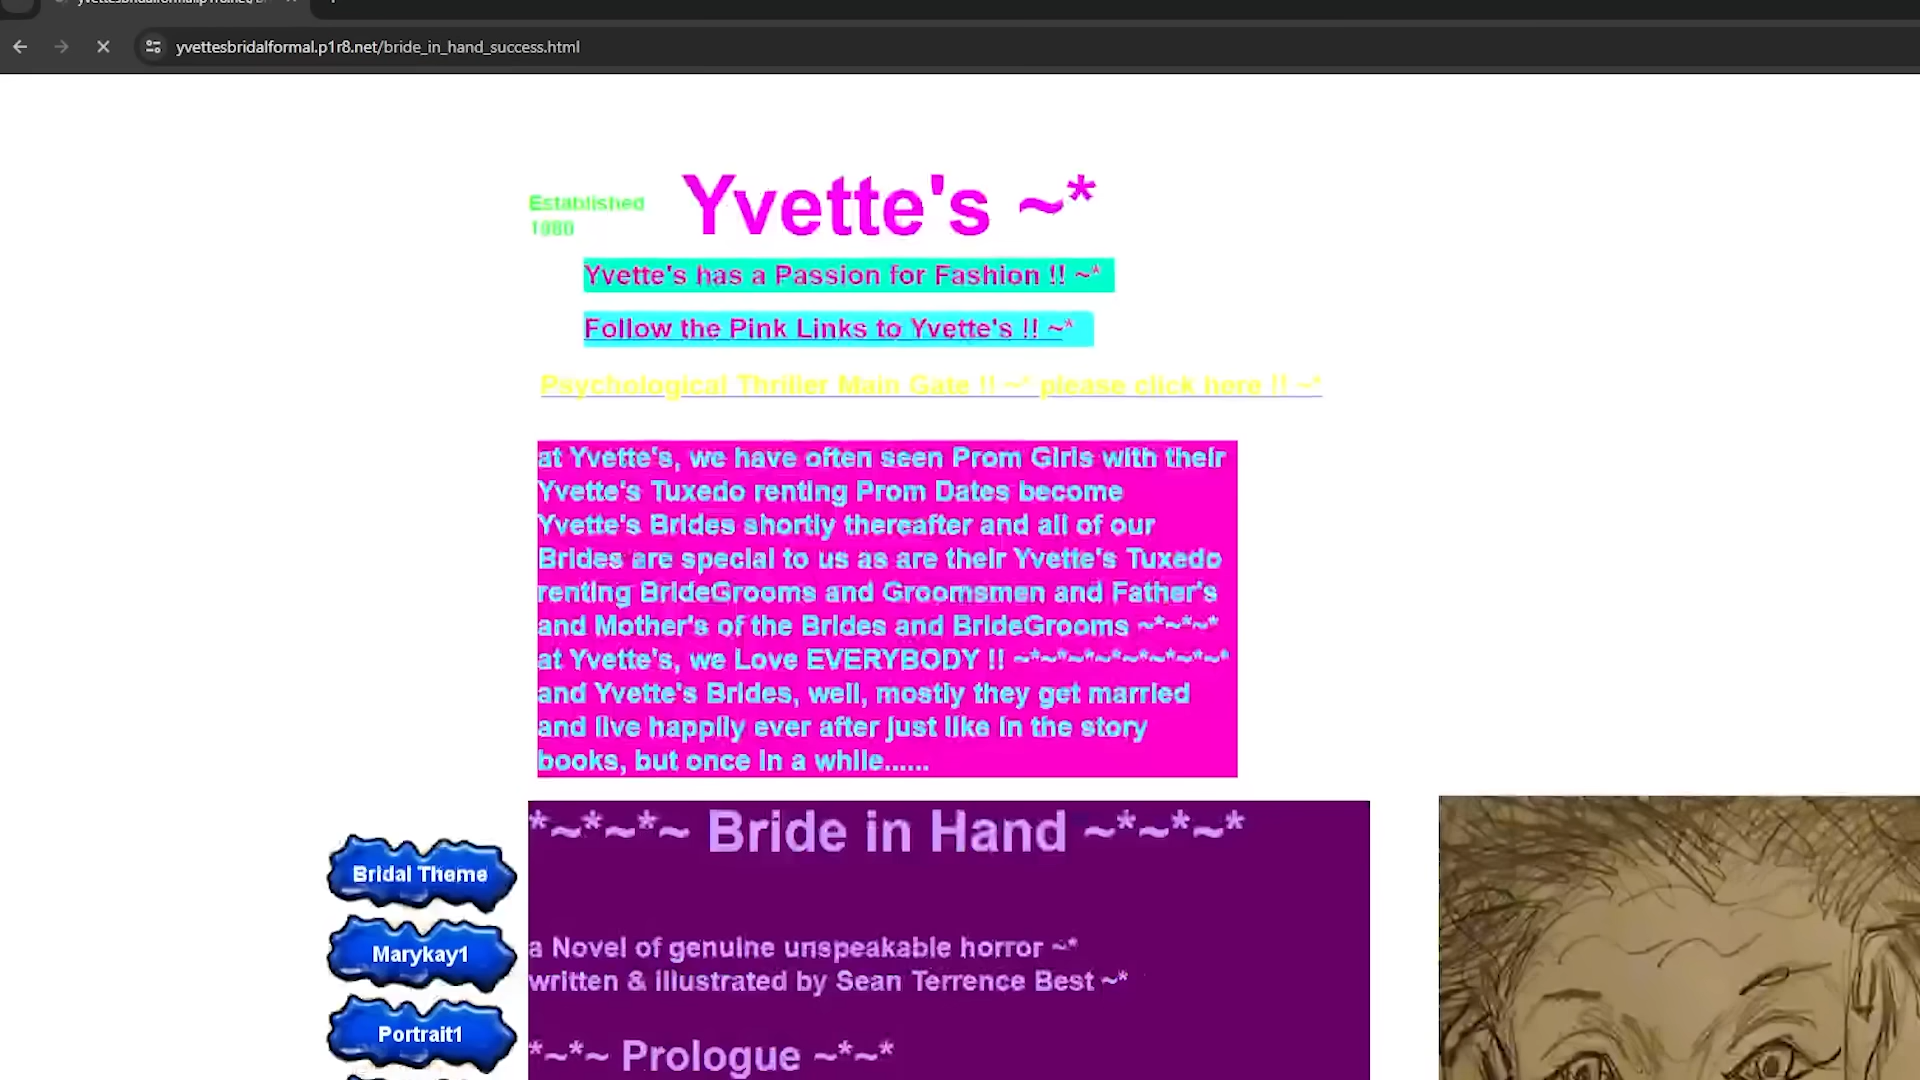 yvettesbridalformal.p1r8.net/bride_in_hand_success.html
Established
1980
Yvette's ~*
Yvette's has a Passion for Fashion !! ~*
Follow the Pink Links to Yvette's !! ~*
Psychological Thriller Main Gate !! ~* please click here !! ~*
at Yvette's, we have often seen Prom Girls with their
Yvette's Tuxedo renting Prom Dates become
Yvette's Brides shortly thereafter and all of our
Brides are special to us as are their Yvette's Tuxedo
renting BrideGrooms and Groomsmen and Father's
and Mother's of the Brides and BrideGrooms ~*~*~*
at Yvette's, we Love EVERYBODY !! ~*~*~*~*~*~*~*~*
and Yvette's Brides, well, mostly they get married
and live happily ever after just like in the story
books, but once in a while......
*~*~*~ Bride in Hand ~*~*~*
Bridal Theme
Marykay1
a Novel of genuine unspeakable horror ~*
written & illustrated by Sean Terrence Best ~*
Portrait1
*~*~ Prologue ~*~*